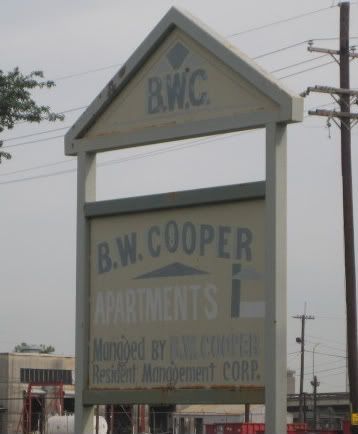 B.W.C.
B.W. COOPER
APARTMENTS
Managed BY B.W. COOPER
Resident Management CORP.